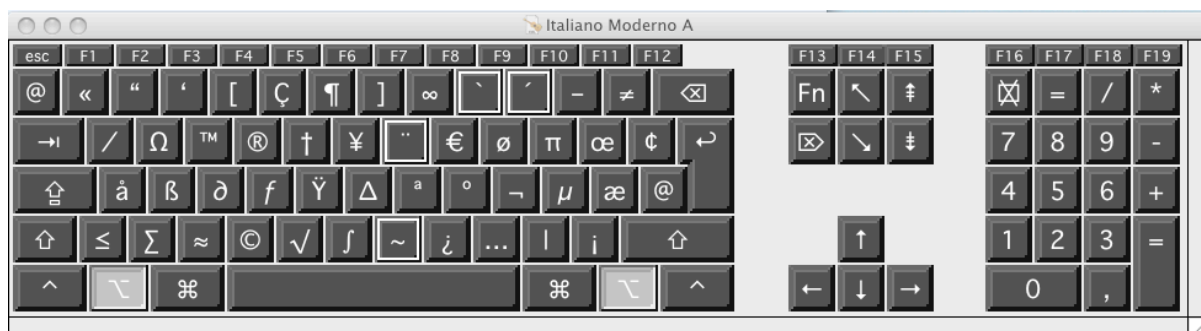 Italiano Moderno A
esc F1 F2 F3 F4 F5 F6 F7 F8 F9 F10 F11 F12 F13 F14 F15 F16 F17 F18 F19
@ « “ ‘ [ Ç ¶ ] ∞ ` ´ – ≠ ⌫ Fn ↖ ⇞ = / *
⇥ ⁄ Ω ™ ® † ¥ ¨ € ø π œ ¢ ↩ ⌦ ↘ ⇟ 7 8 9 -
⇪ å ß ∂ ƒ Ÿ ∆ ª º ¬ µ æ @ 4 5 6 +
⇧ ≤ ∑ ≈ © √ ∫ ~ ¿ … | ¡ ⇧ ↑ 1 2 3 =
^ ⌥ ⌘ ⌘ ⌥ ^ ← ↓ → 0 ,